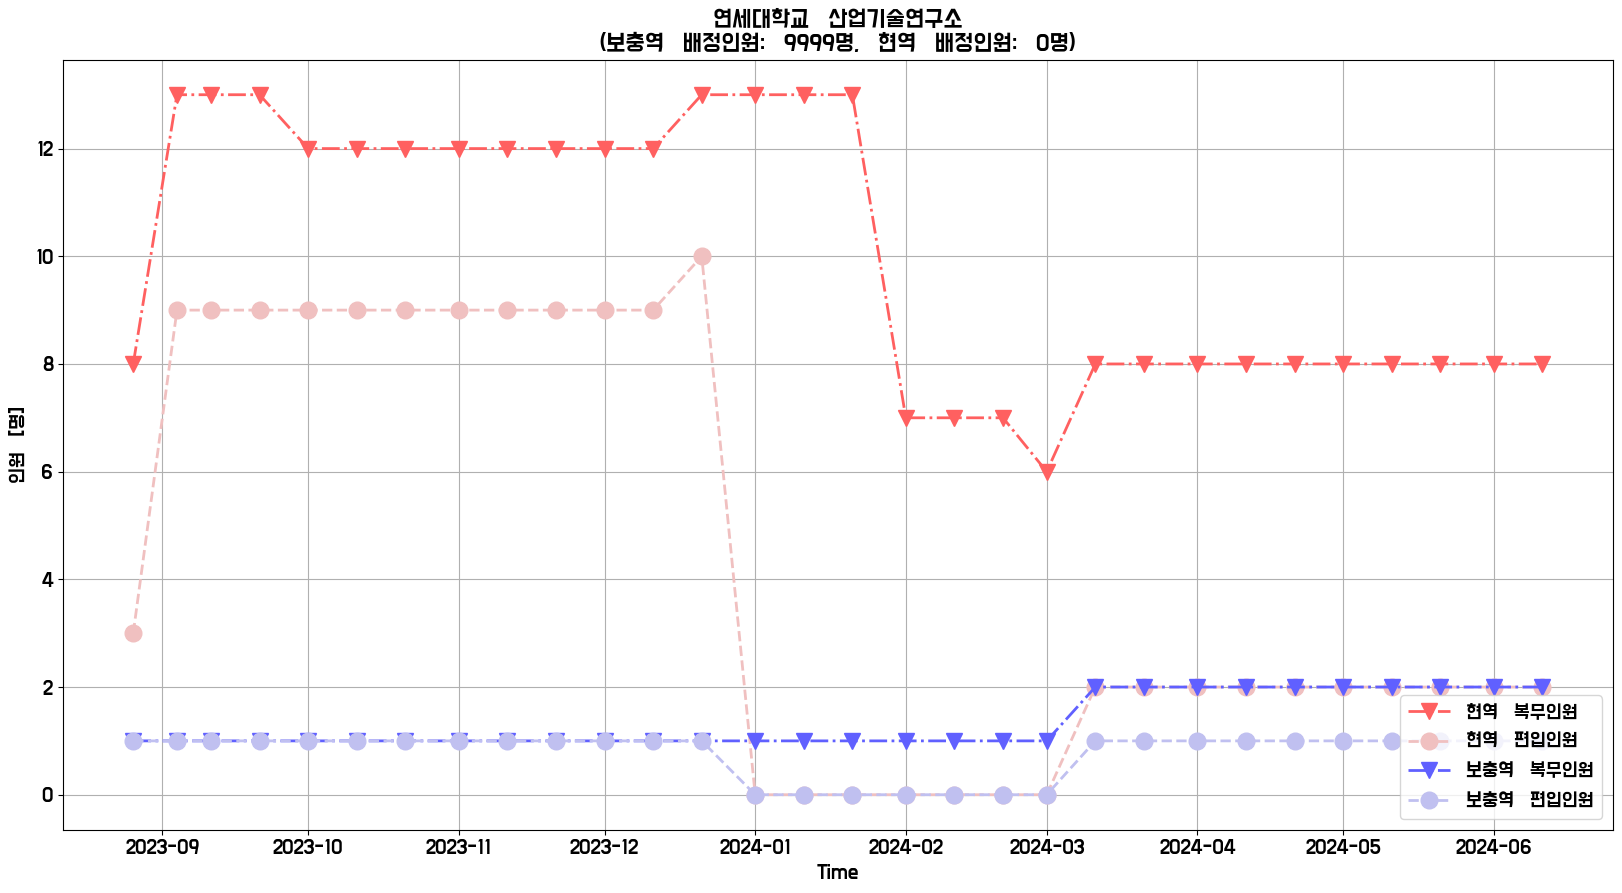 연세대학교 산업기술연구소
(보충역 배정인원: 9999명, 현역 배정인원: 0명)
12
10
8
6
4
2
0
인원 [명]
2023-09 2023-10 2023-11 2023-12 2024-01 2024-02 2024-03 2024-04 2024-05 2024-06
Time
현역 복무인원
현역 편입인원
보충역 복무인원
보충역 편입인원